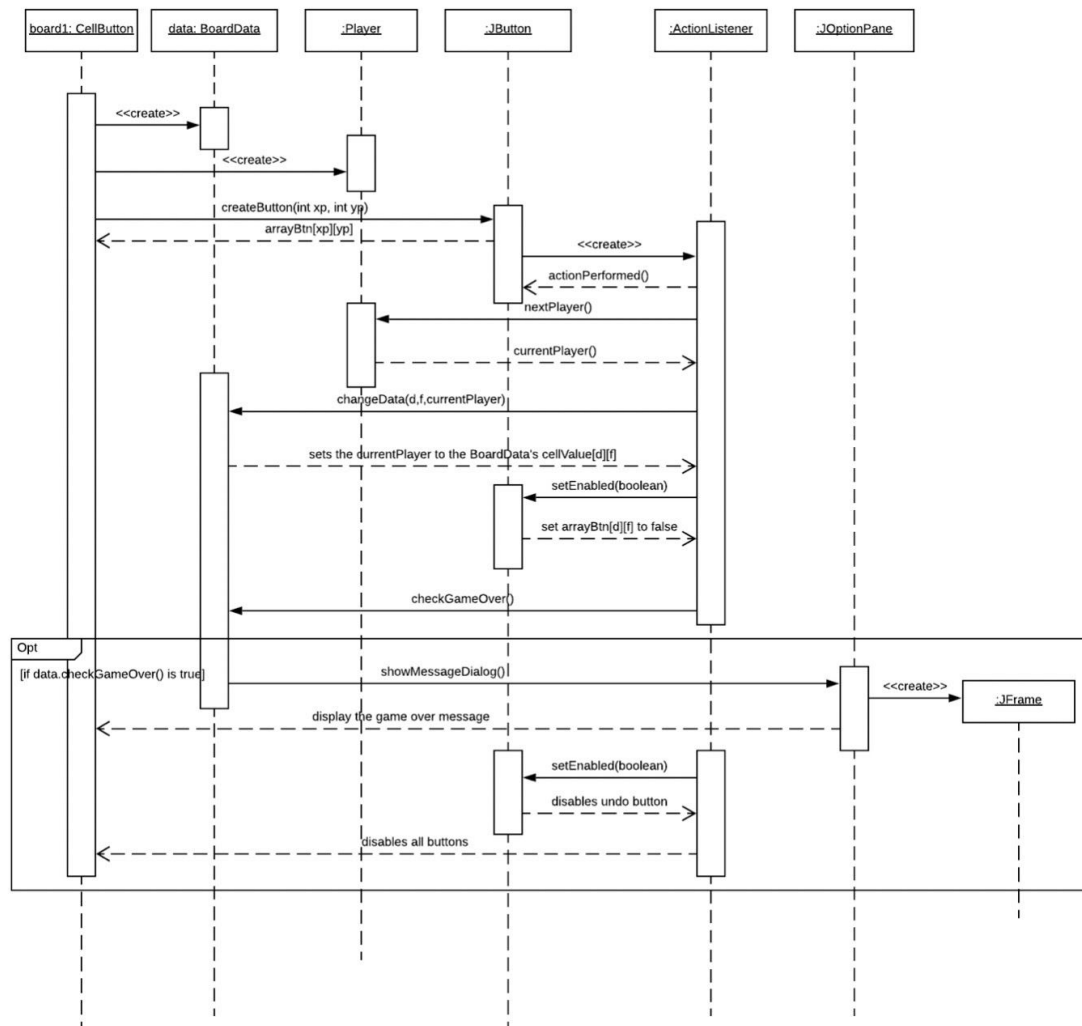 board1: CellButton
data: BoardData
:Player
:JButton
:ActionListener
:JOptionPane
<<create>>
<<create>>
createButton(int xp, int yp)
arrayBtn[xp][yp]
<<create>>
actionPerformed()
nextPlayer()
currentPlayer()
changeData(d,f,currentPlayer)
sets the currentPlayer to the BoardData's cellValue[d][f]
setEnabled(boolean)
set arrayBtn[d][f] to false
checkGameOver()
Opt
[if data.checkGameOver() is true]
showMessageDialog()
<<create>>
:JFrame
display the game over message
setEnabled(boolean)
disables undo button
disables all buttons